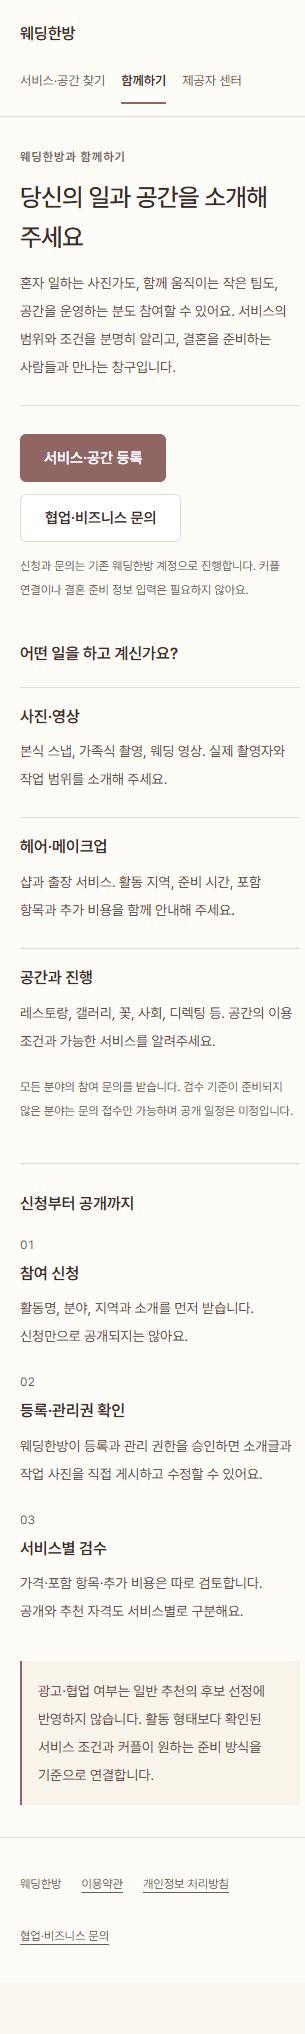 웨딩한방
서비스·공간 찾기 함께하기 제공자 센터
웨딩한방과 함께하기
당신의 일과 공간을 소개해
주세요
혼자 일하는 사진가도, 함께 움직이는 작은 팀도,
공간을 운영하는 분도 참여할 수 있어요. 서비스의
범위와 조건을 분명히 알리고, 결혼을 준비하는
사람들과 만나는 창구입니다.
서비스·공간 등록
협업·비즈니스 문의
신청과 문의는 기존 웨딩한방 계정으로 진행합니다. 커플
연결이나 결혼 준비 정보 입력은 필요하지 않아요.
어떤 일을 하고 계신가요?
사진·영상
본식 스냅, 가족식 촬영, 웨딩 영상. 실제 촬영자와
작업 범위를 소개해 주세요.
헤어·메이크업
샵과 출장 서비스. 활동 지역, 준비 시간, 포함
항목과 추가 비용을 함께 안내해 주세요.
공간과 진행
레스토랑, 갤러리, 꽃, 사회, 디렉팅 등. 공간의 이용
조건과 가능한 서비스를 알려주세요.
모든 분야의 참여 문의를 받습니다. 검수 기준이 준비되지
않은 분야는 문의 접수만 가능하며 공개 일정은 미정입니다.
신청부터 공개까지
01
참여 신청
활동명, 분야, 지역과 소개를 먼저 받습니다.
신청만으로 공개되지는 않아요.
02
등록·관리권 확인
웨딩한방이 등록과 관리 권한을 승인하면 소개글과
작업 사진을 직접 게시하고 수정할 수 있어요.
03
서비스별 검수
가격·포함 항목·추가 비용은 따로 검토합니다.
공개와 추천 자격도 서비스별로 구분해요.
광고·협업 여부는 일반 추천의 후보 선정에
반영하지 않습니다. 활동 형태보다 확인된
서비스 조건과 커플이 원하는 준비 방식을
기준으로 연결합니다.
웨딩한방 이용약관 개인정보 처리방침
협업·비즈니스 문의